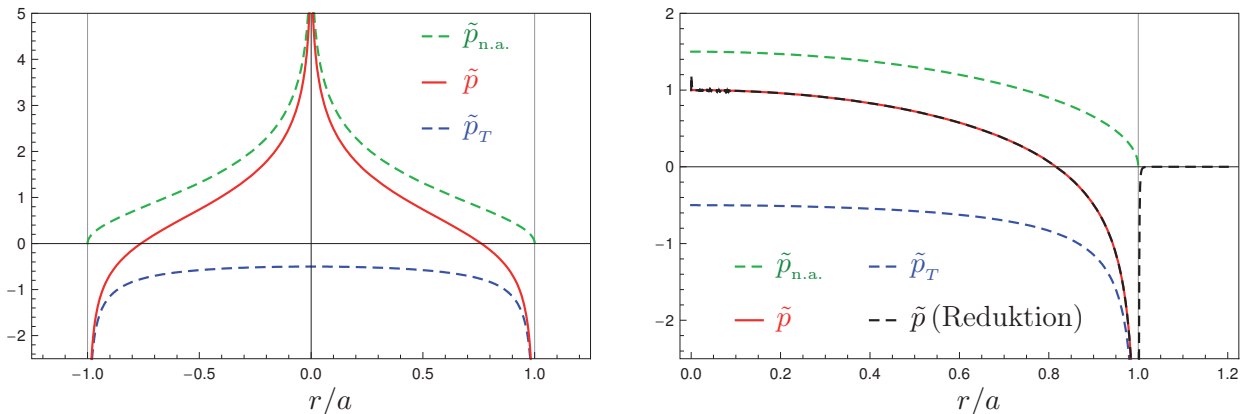 5
4
3
2
1
0
−1
−2
−1.0 −0.5 0.0 0.5 1.0
r/a
p̃ₙ.ₐ.
p̃
p̃_T
2
1
0
−1
−2
0.0 0.2 0.4 0.6 0.8 1.0 1.2
r/a
p̃ₙ.ₐ. p̃_T
p̃ p̃ (Reduktion)